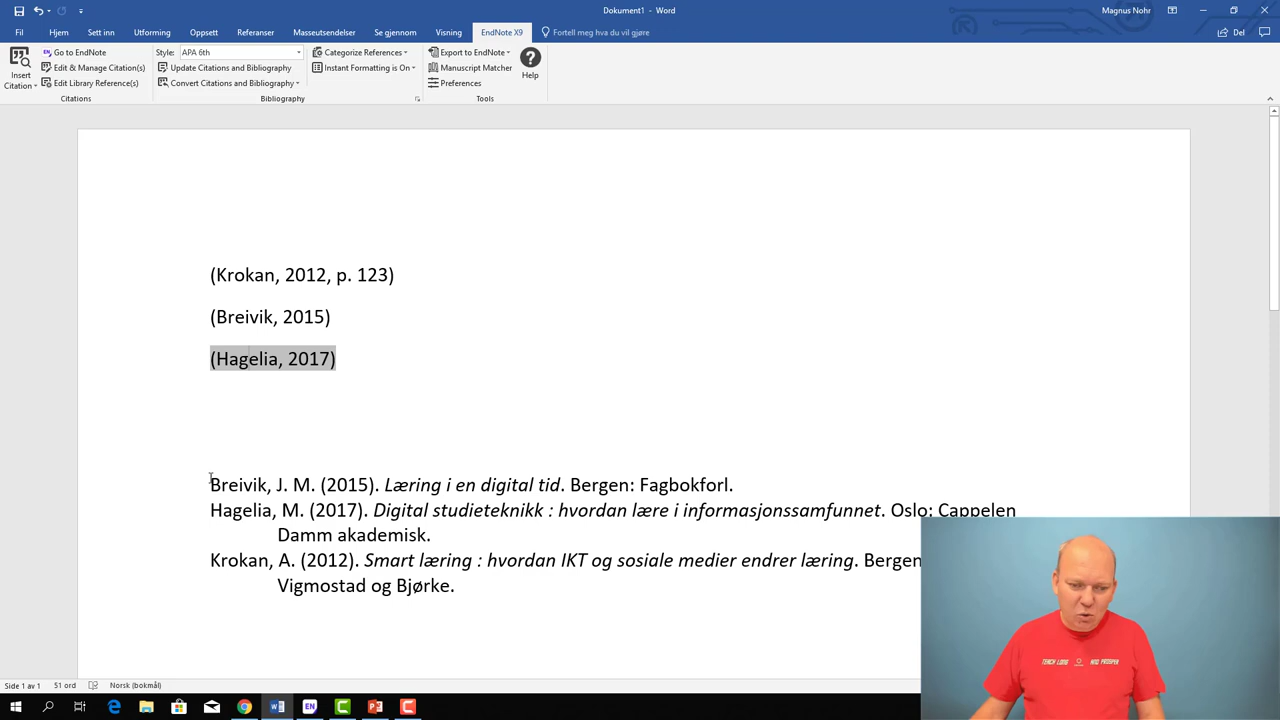 Dokument1 - Word
Magnus Nohr
Fil Hjem Sett inn Utforming Oppsett Referanser Masseutsendelser Se gjennom Visning EndNote X9 Fortell meg hva du vil gjøre Del
Insert Citation
Go to EndNote
Edit & Manage Citation(s)
Edit Library Reference(s)
Citations
Style: APA 6th
Update Citations and Bibliography
Convert Citations and Bibliography
Categorize References
Instant Formatting is On
Bibliography
Export to EndNote
Manuscript Matcher
Preferences
Tools
Help
(Krokan, 2012, p. 123)
(Breivik, 2015)
(Hagelia, 2017)
Breivik, J. M. (2015). Læring i en digital tid. Bergen: Fagbokforl.
Hagelia, M. (2017). Digital studieteknikk : hvordan lære i informasjonssamfunnet. Oslo: Cappelen
Damm akademisk.
Krokan, A. (2012). Smart læring : hvordan IKT og sosiale medier endrer læring. Bergen
Vigmostad og Bjørke.
TEACH LONG AND PROSPER
Side 1 av 1 51 ord Norsk (bokmål)
EN